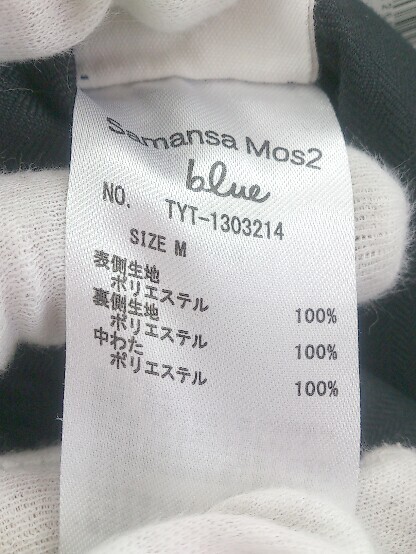 Samansa Mos2
blue
NO. TYT-1303214
SIZE M
表側生地
ポリエステル 100%
裏側生地
ポリエステル 100%
中わた
ポリエステル 100%